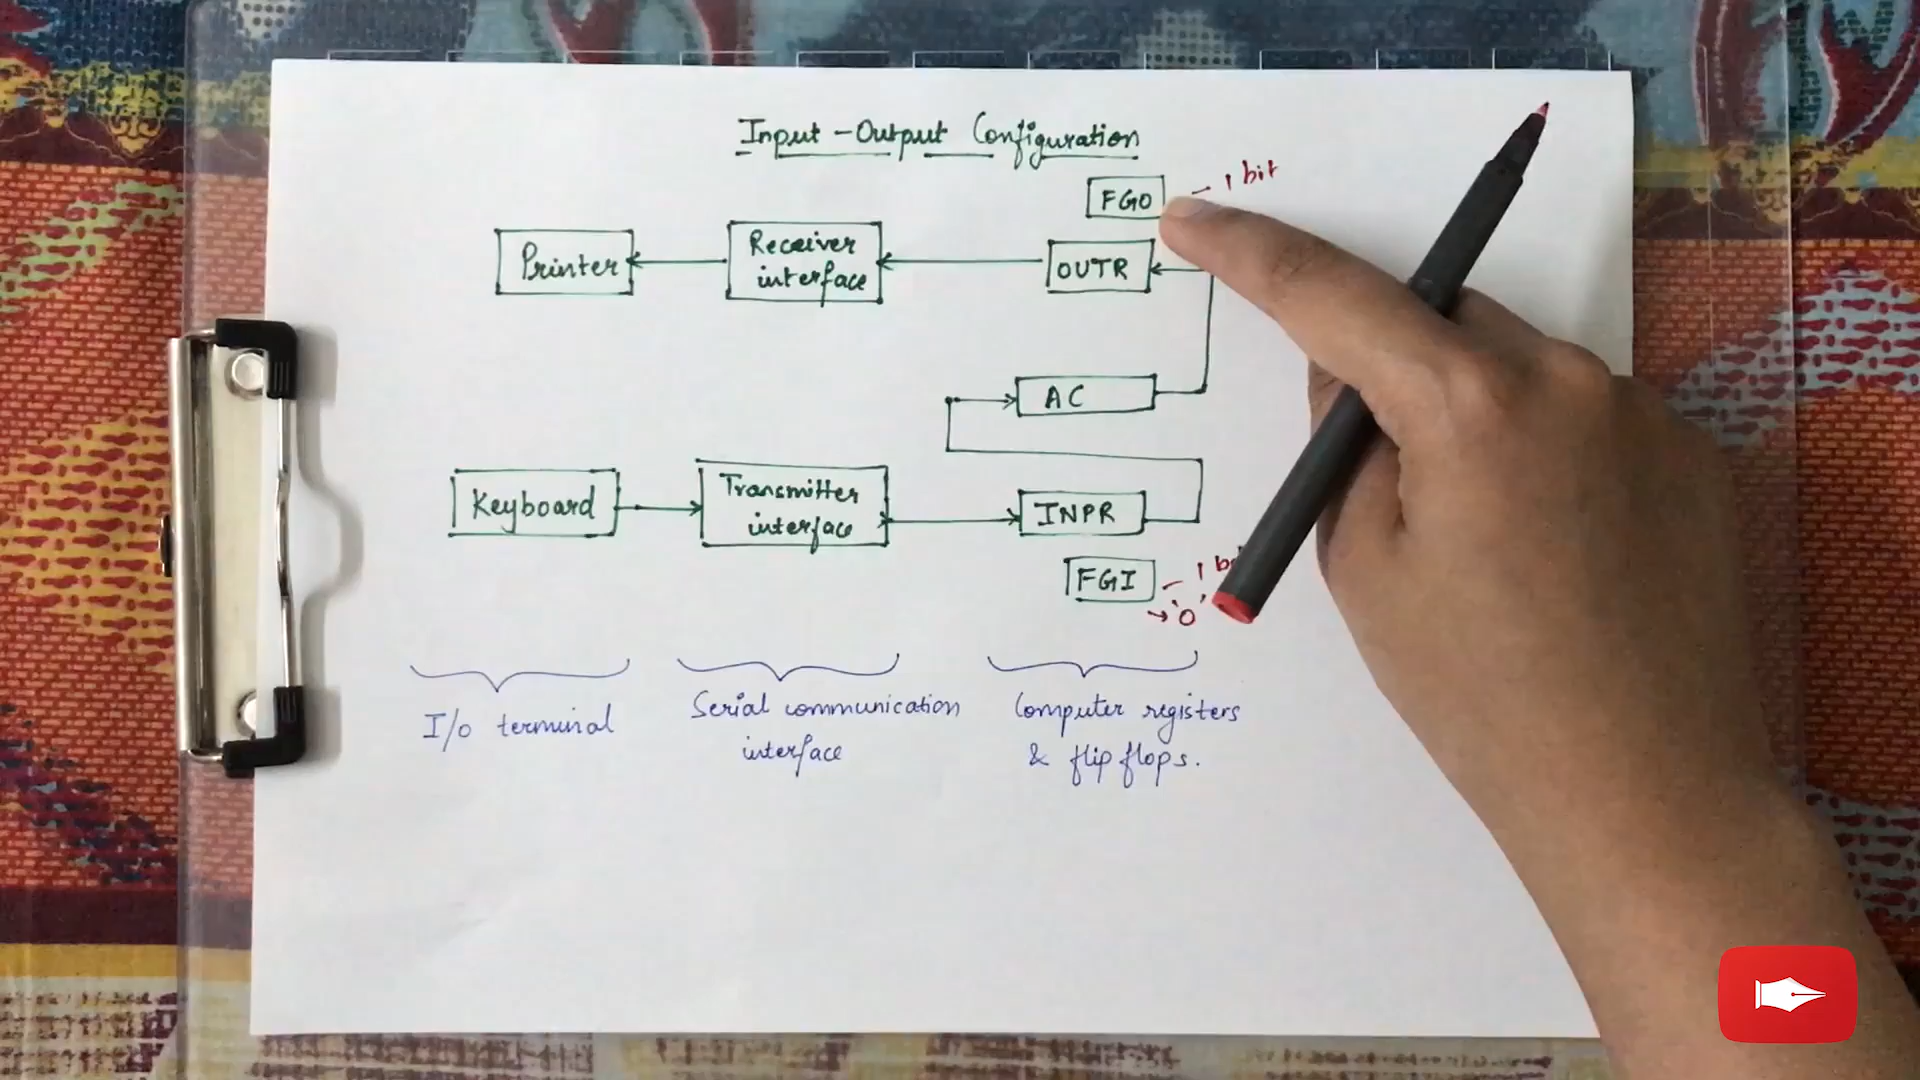 Input-Output Configuration
FGO - 1 bit
Printer
Receiver
interface
OUTR
AC
Keyboard
Transmitter
interface
INPR
FGI - 1
→ '0'
I/o terminal
Serial communication
interface
Computer registers
& flip flops.